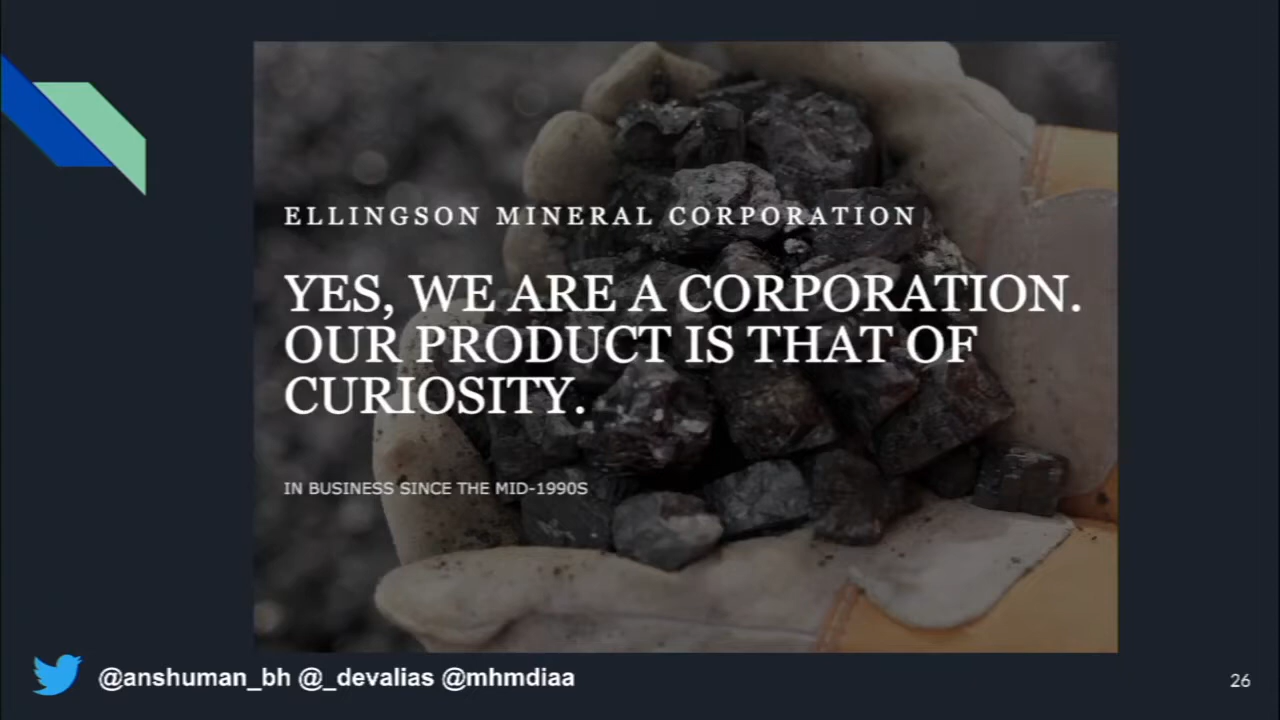 ELLINGSON MINERAL CORPORATION
YES, WE ARE A CORPORATION.
OUR PRODUCT IS THAT OF
CURIOSITY.
IN BUSINESS SINCE THE MID-1990S
@anshuman_bh @_devalias @mhmdiaa
26